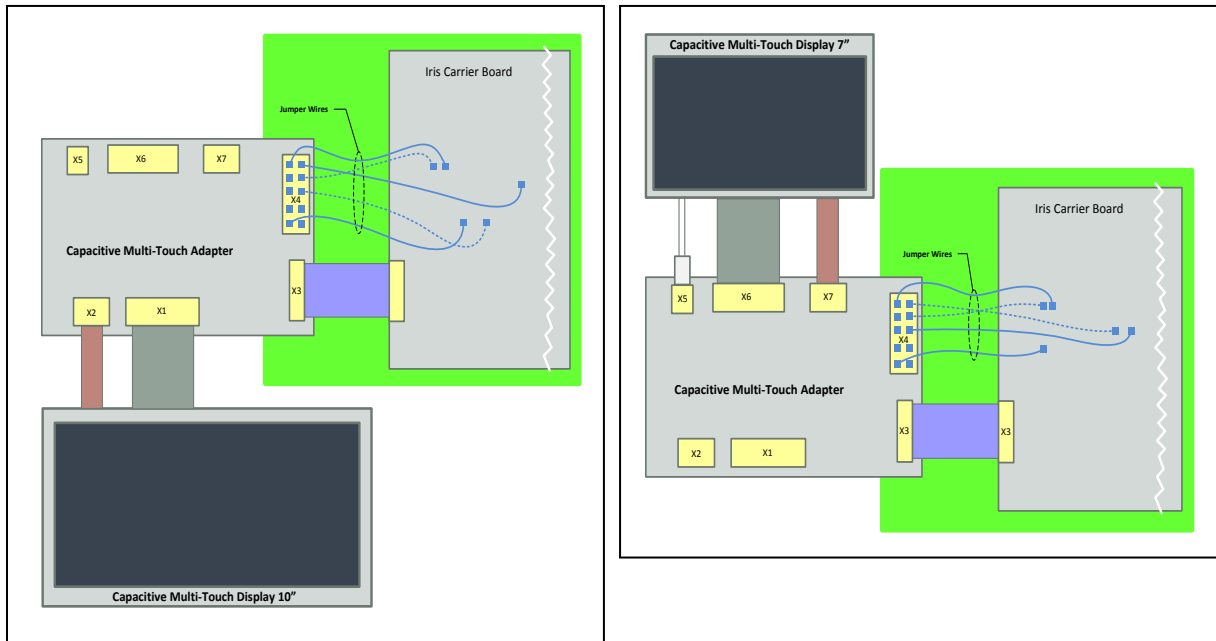 Iris Carrier Board
Jumper Wires
X5
X6
X7
X4
Capacitive Multi-Touch Adapter
X3
X2
X1
Capacitive Multi-Touch Display 10”
Capacitive Multi-Touch Display 7”
Iris Carrier Board
Jumper Wires
X5
X6
X7
X4
Capacitive Multi-Touch Adapter
X3
X3
X2
X1